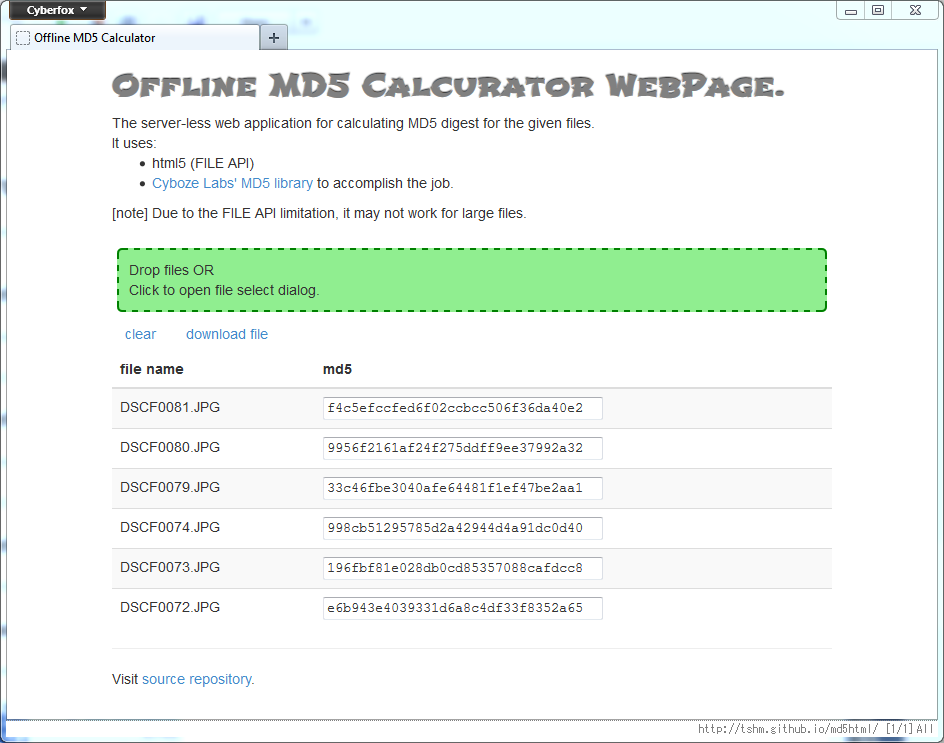 Cyberfox
Offline MD5 Calculator
Offline MD5 Calcurator WebPage.
The server-less web application for calculating MD5 digest for the given files.
It uses:
html5 (FILE API)
Cyboze Labs' MD5 library to accomplish the job.
[note] Due to the FILE API limitation, it may not work for large files.
Drop files OR
Click to open file select dialog.
clear download file
file name md5
DSCF0081.JPG f4c5efccfed6f02ccbcc506f36da40e2
DSCF0080.JPG 9956f2161af24f275ddff9ee37992a32
DSCF0079.JPG 33c46fbe3040afe64481f1ef47be2aa1
DSCF0074.JPG 998cb51295785d2a42944d4a91dc0d40
DSCF0073.JPG 196fbf81e028db0cd85357088cafdcc8
DSCF0072.JPG e6b943e4039331d6a8c4df33f8352a65
Visit source repository.
http://tshm.github.io/md5html/ [1/1] All